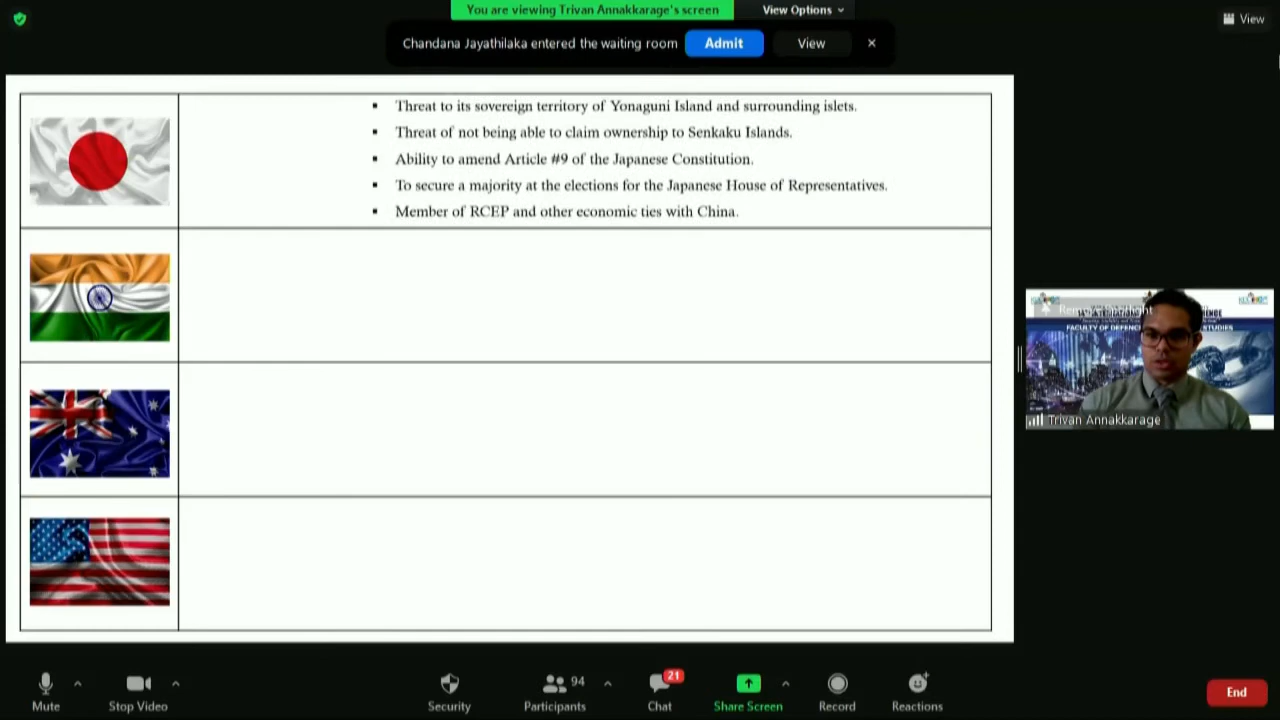 You are viewing Trivan Annakkarage's screen
View Options
View
Chandana Jayathilaka entered the waiting room
Admit
View
Threat to its sovereign territory of Yonaguni Island and surrounding islets.
Threat of not being able to claim ownership to Senkaku Islands.
Ability to amend Article #9 of the Japanese Constitution.
To secure a majority at the elections for the Japanese House of Representatives.
Member of RCEP and other economic ties with China.
FACULTY OF DEFENCE STUDIES
Trivan Annakkarage
Mute
Stop Video
Security
94
Participants
21
Chat
Share Screen
Record
Reactions
End